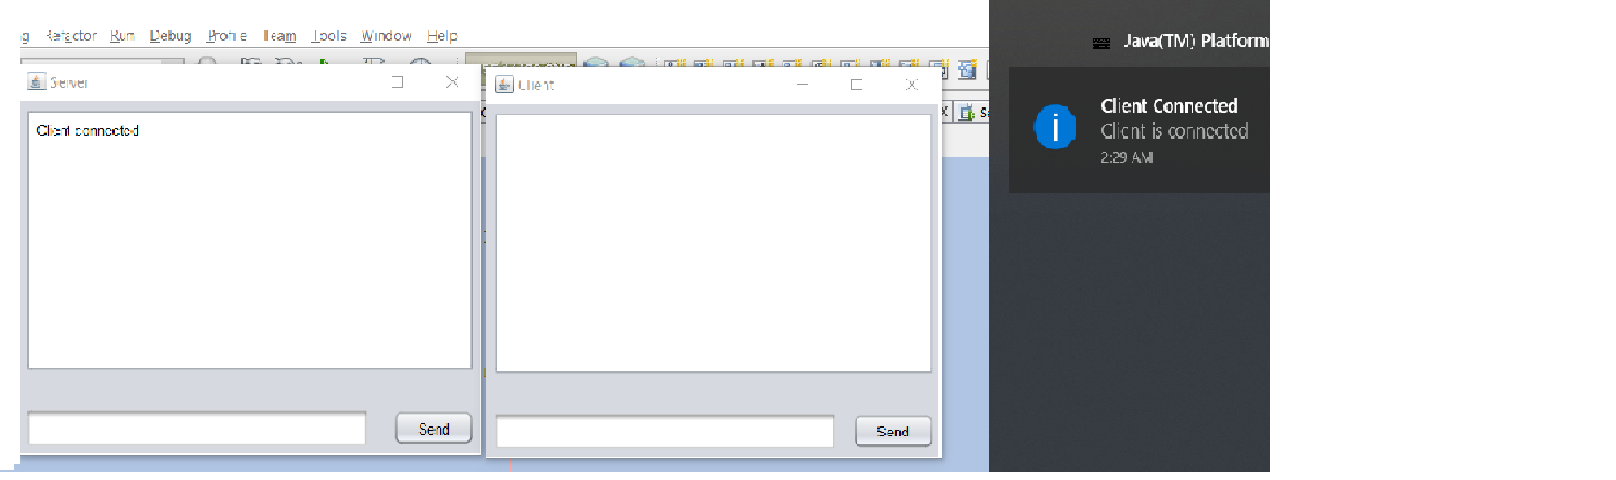 Refactor Run Debug Profile Team Tools Window Help
Server
Client connected
Send
Client
Send
Java(TM) Platform
Client Connected
Client is connected
2:29 AM